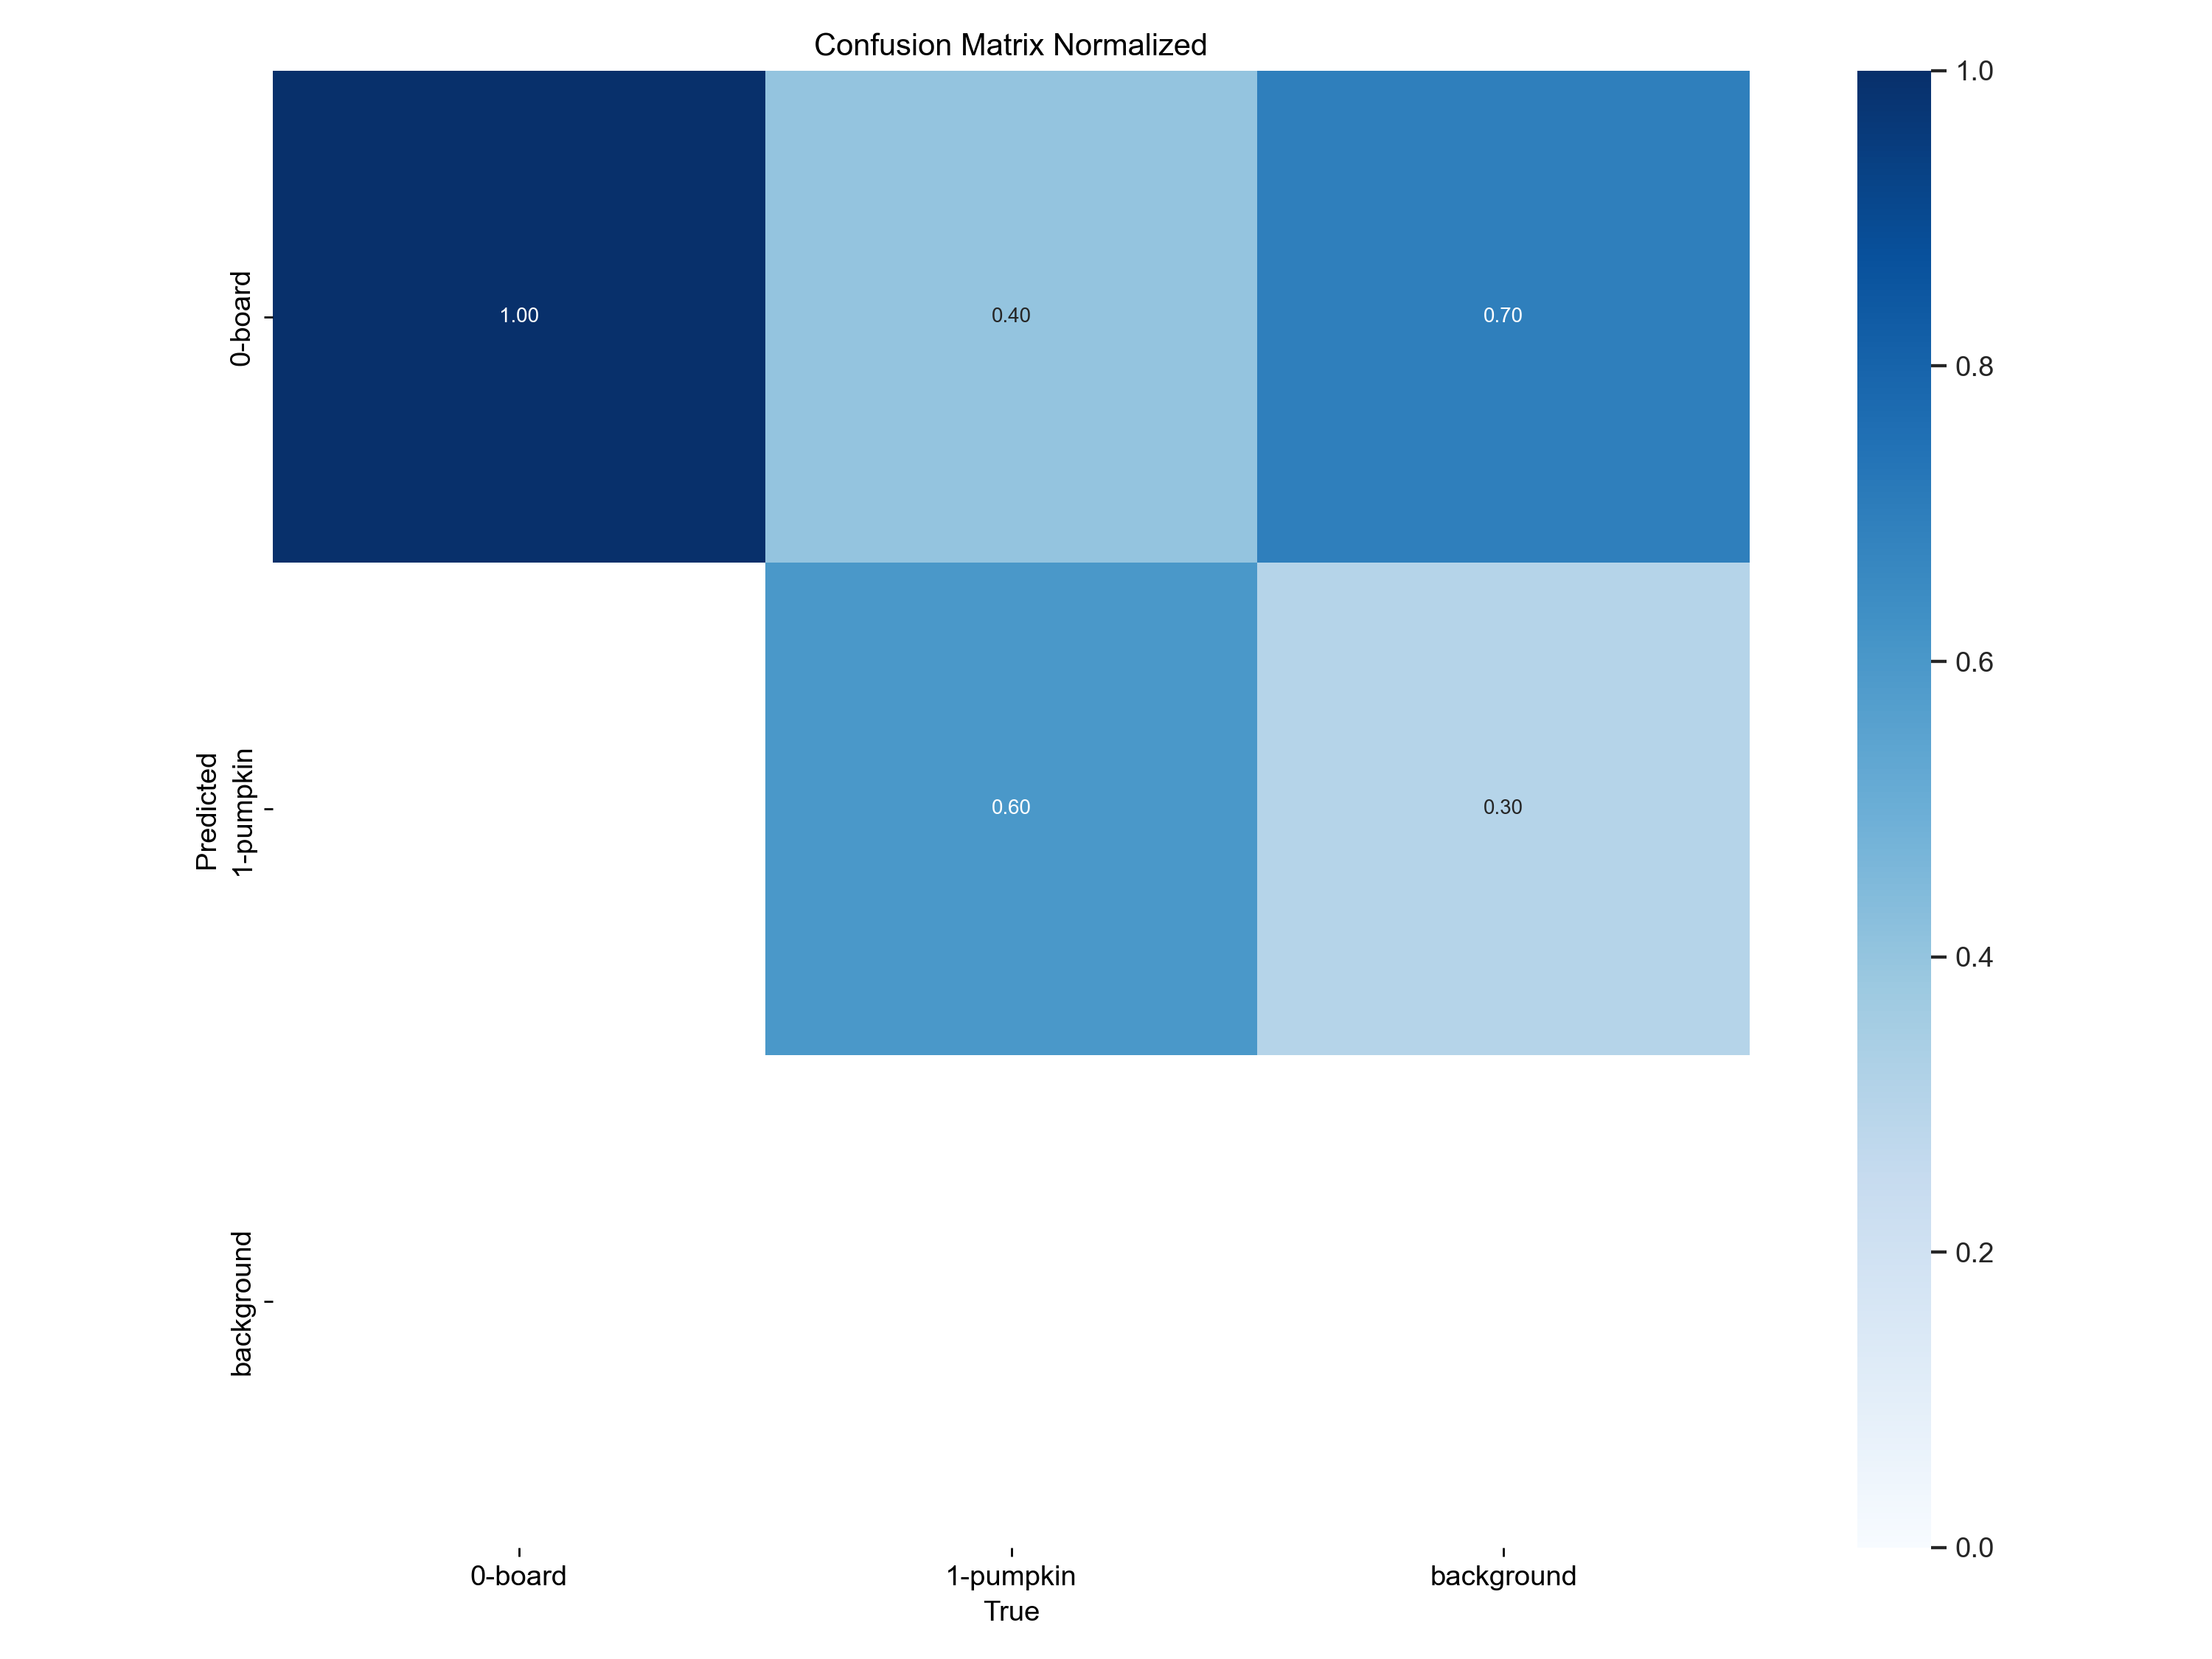 Confusion Matrix Normalized
1.0
0-board
1.00
0.40
0.70
0.8
0.6
Predicted
1-pumpkin
0.60
0.30
0.4
background
0.2
0.0
0-board
1-pumpkin
background
True